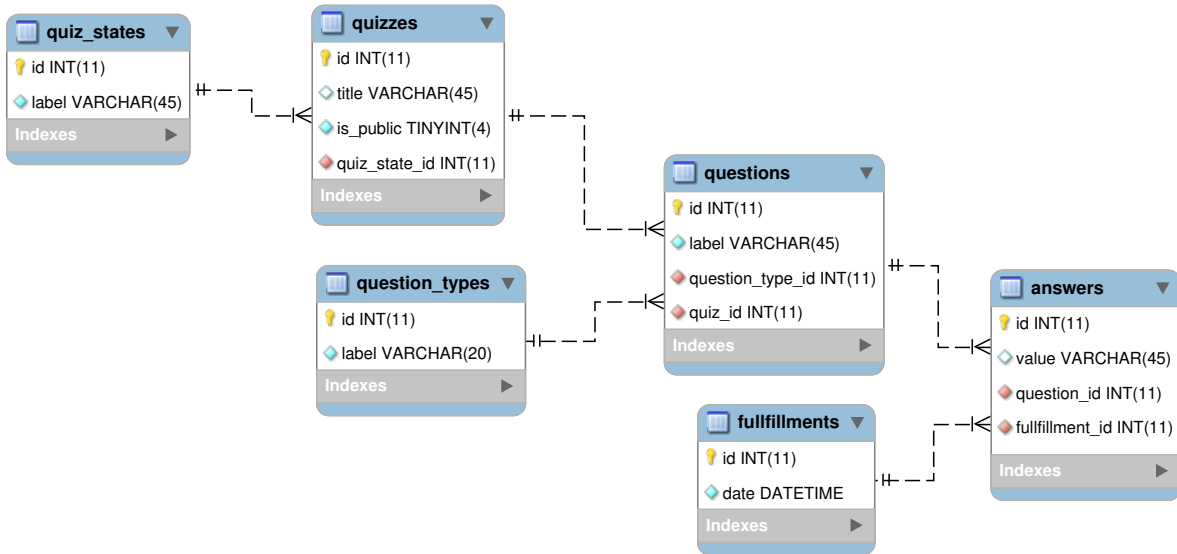 quiz_states
id INT(11)
label VARCHAR(45)
Indexes
quizzes
id INT(11)
title VARCHAR(45)
is_public TINYINT(4)
quiz_state_id INT(11)
Indexes
question_types
id INT(11)
label VARCHAR(20)
Indexes
questions
id INT(11)
label VARCHAR(45)
question_type_id INT(11)
quiz_id INT(11)
Indexes
fullfillments
id INT(11)
date DATETIME
Indexes
answers
id INT(11)
value VARCHAR(45)
question_id INT(11)
fullfillment_id INT(11)
Indexes